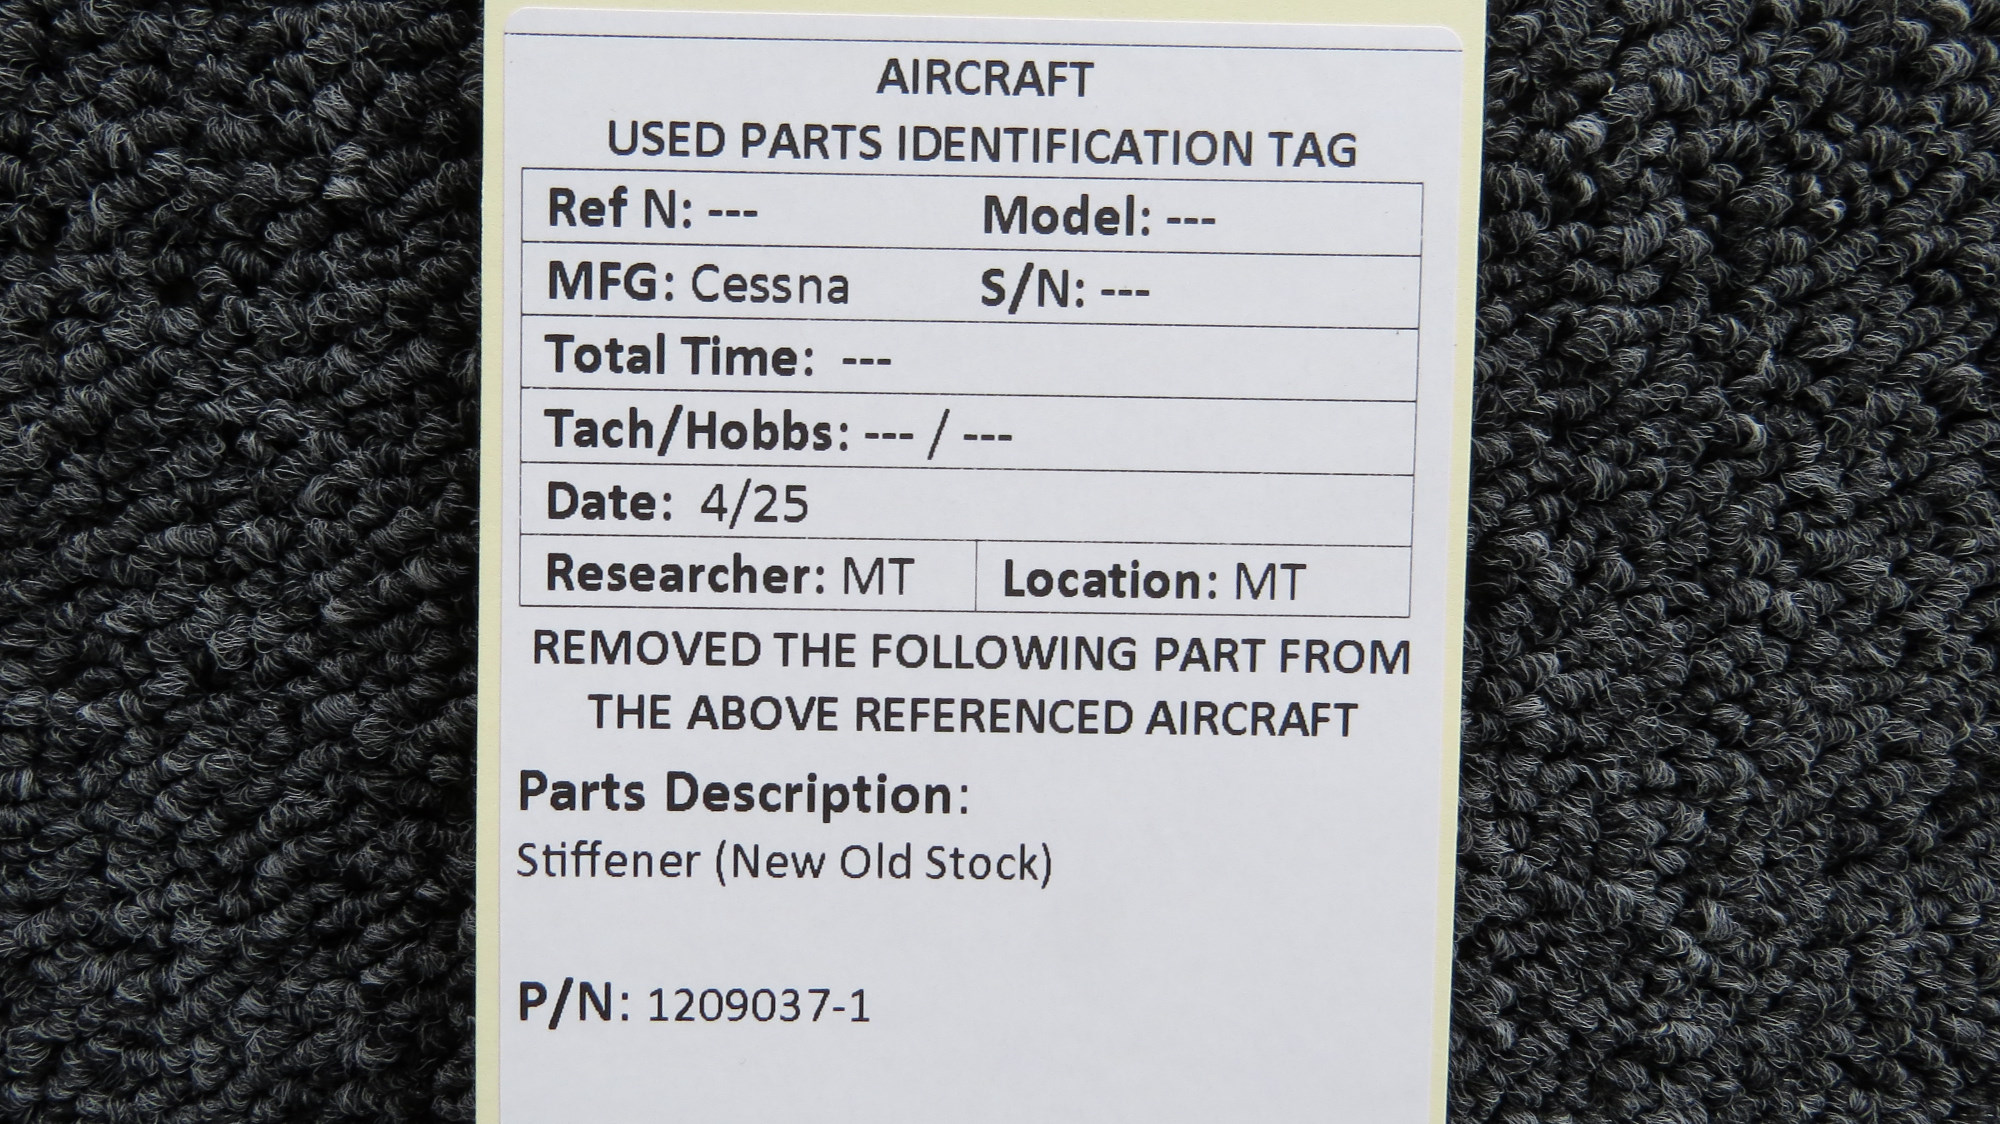 AIRCRAFT
USED PARTS IDENTIFICATION TAG
Ref N: --- Model: ---
MFG: Cessna S/N: ---
Total Time: ---
Tach/Hobbs: --- / ---
Date: 4/25
Researcher: MT Location: MT
REMOVED THE FOLLOWING PART FROM
THE ABOVE REFERENCED AIRCRAFT
Parts Description:
Stiffener (New Old Stock)
P/N: 1209037-1